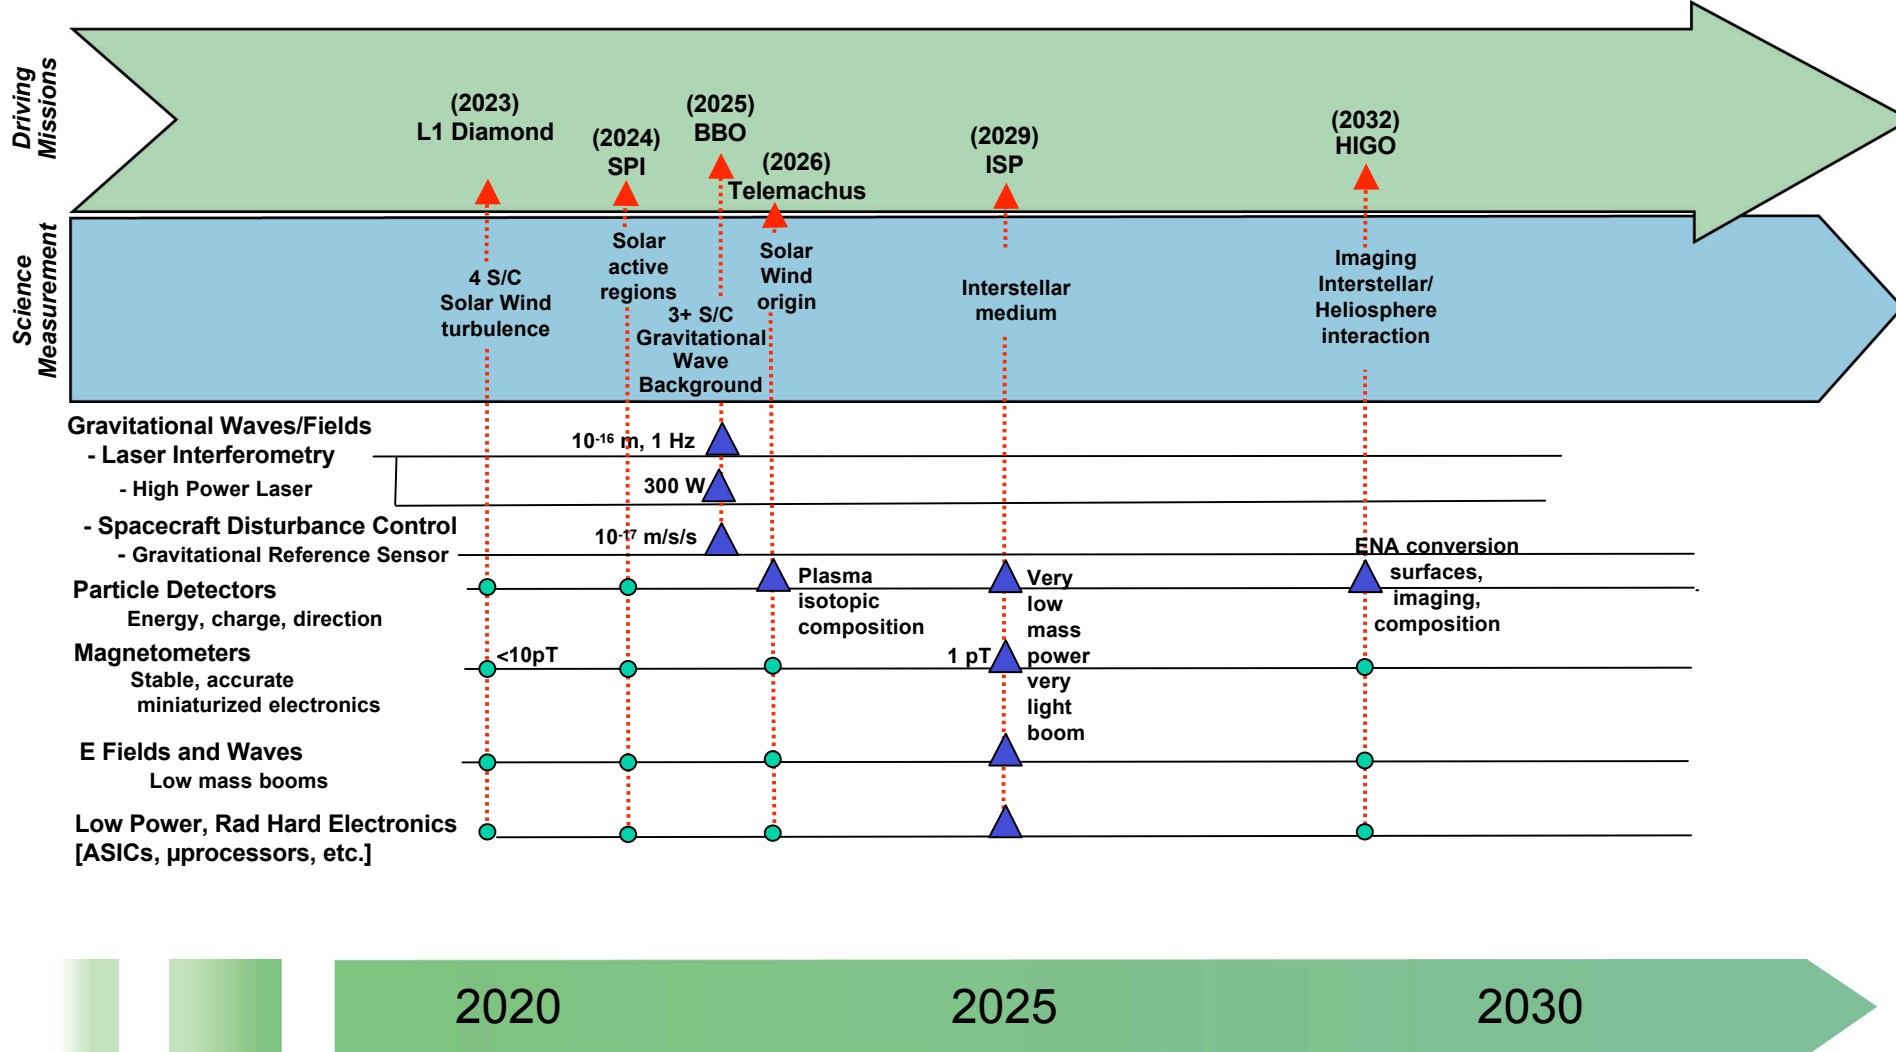 Driving
Missions
(2023)
L1 Diamond
(2024)
SPI
(2025)
BBO
(2026)
Telemachus
(2029)
ISP
(2032)
HIGO
Science
Measurement
4 S/C
Solar Wind
turbulence
Solar
active
regions
3+ S/C
Gravitational
Wave
Background
Solar
Wind
origin
Interstellar
medium
Imaging
Interstellar/
Heliosphere
interaction
Gravitational Waves/Fields
- Laser Interferometry
10⁻¹⁶ m, 1 Hz
- High Power Laser
300 W
- Spacecraft Disturbance Control
- Gravitational Reference Sensor
10⁻¹⁷ m/s/s
Particle Detectors
Energy, charge, direction
Plasma
isotopic
composition
Very
low
mass
power
very
light
boom
ENA conversion
surfaces,
imaging,
composition
Magnetometers
Stable, accurate
miniaturized electronics
<10pT
1 pT
E Fields and Waves
Low mass booms
Low Power, Rad Hard Electronics
[ASICs, µprocessors, etc.]
2020
2025
2030